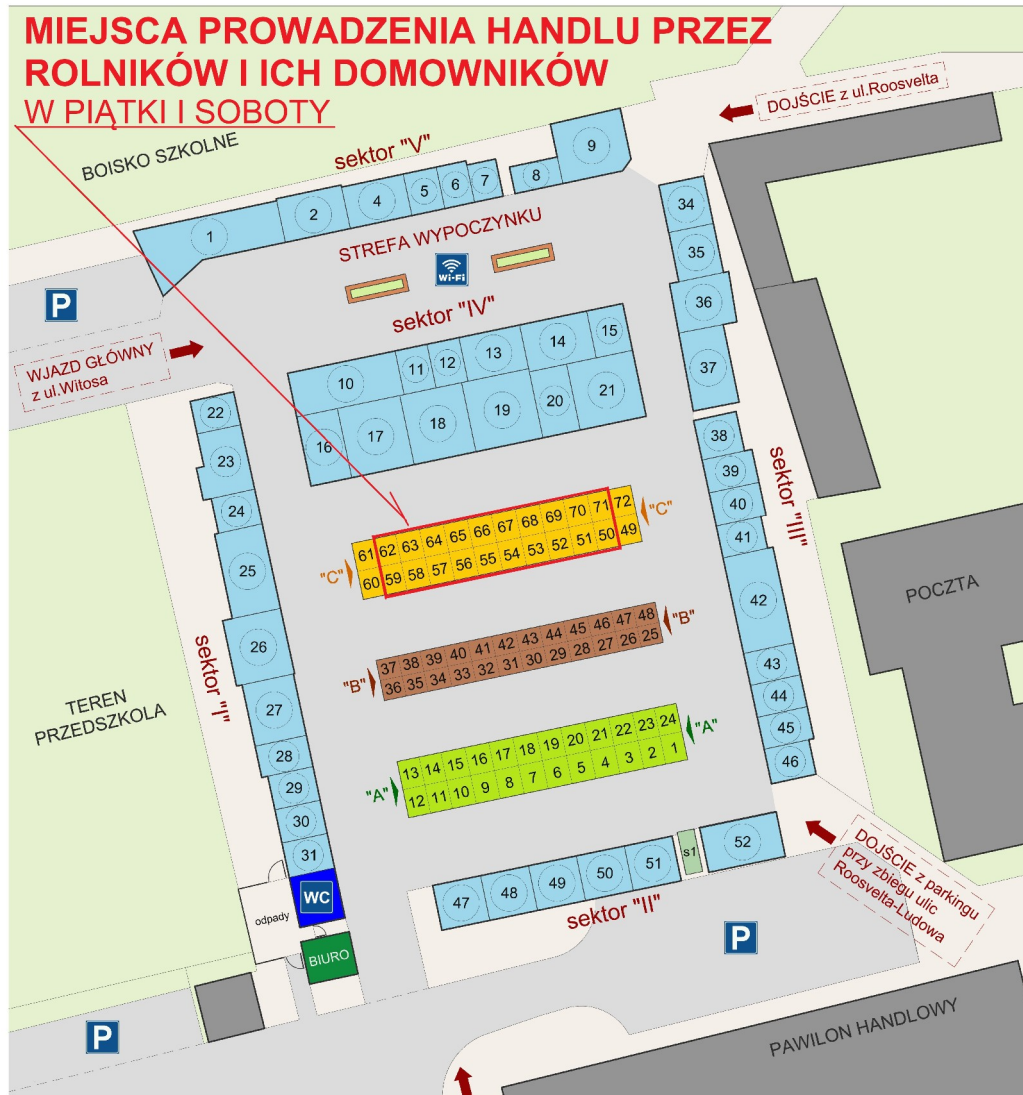 MIEJSCA PROWADZENIA HANDLU PRZEZ
ROLNIKÓW I ICH DOMOWNIKÓW
W PIĄTKI I SOBOTY
DOJŚCIE z ul.Roosvelta
BOISKO SZKOLNE
sektor "V"
1 2 4 5 6 7 8 9
STREFA WYPOCZYNKU
Wi-Fi
P
sektor "IV"
WJAZD GŁÓWNY
z ul.Witosa
10 11 12 13 14 15
16 17 18 19 20 21
34
35
36
37
38
39
40
41
42
43
44
45
46
sektor "III"
22
23
24
25
26
27
28
29
30
31
sektor "I"
"C"
61 62 63 64 65 66 67 68 69 70 71 72
60 59 58 57 56 55 54 53 52 51 50 49
"C"
POCZTA
"B"
37 38 39 40 41 42 43 44 45 46 47 48
36 35 34 33 32 31 30 29 28 27 26 25
"B"
TEREN
PRZEDSZKOLA
"A"
13 14 15 16 17 18 19 20 21 22 23 24
12 11 10 9 8 7 6 5 4 3 2 1
"A"
DOJŚCIE z parkingu
przy zbiegu ulic
Roosvelta-Ludowa
47 48 49 50 51 s1 52
sektor "II"
WC
odpady
BIURO
P
P
PAWILON HANDLOWY